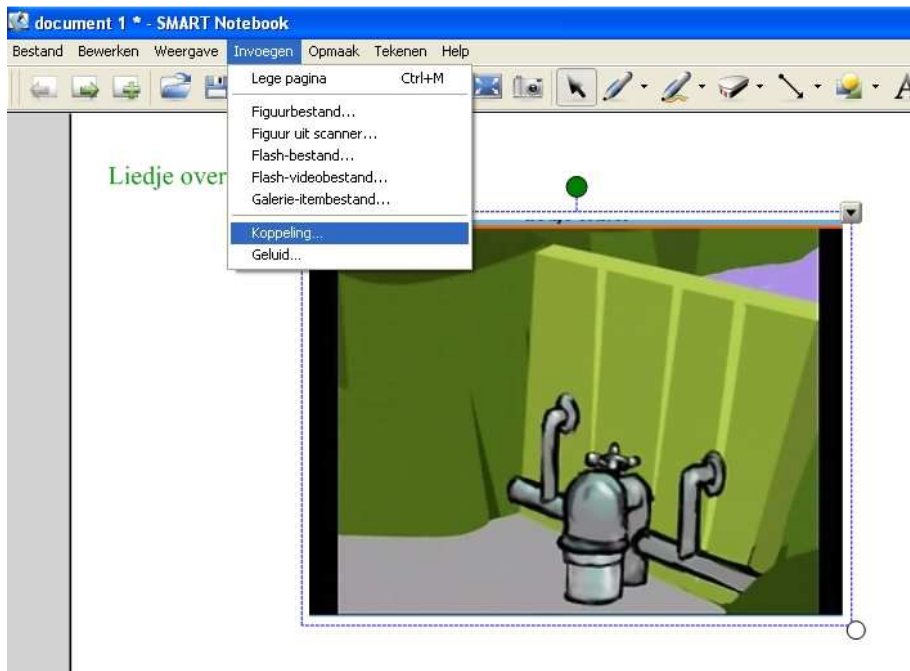 document 1 * - SMART Notebook
Bestand Bewerken Weergave Invoegen Opmaak Tekenen Help
Lege pagina Ctrl+M
Figuurbestand...
Figuur uit scanner...
Flash-bestand...
Flash-videobestand...
Galerie-itembestand...
Koppeling...
Geluid...
A
Liedje over